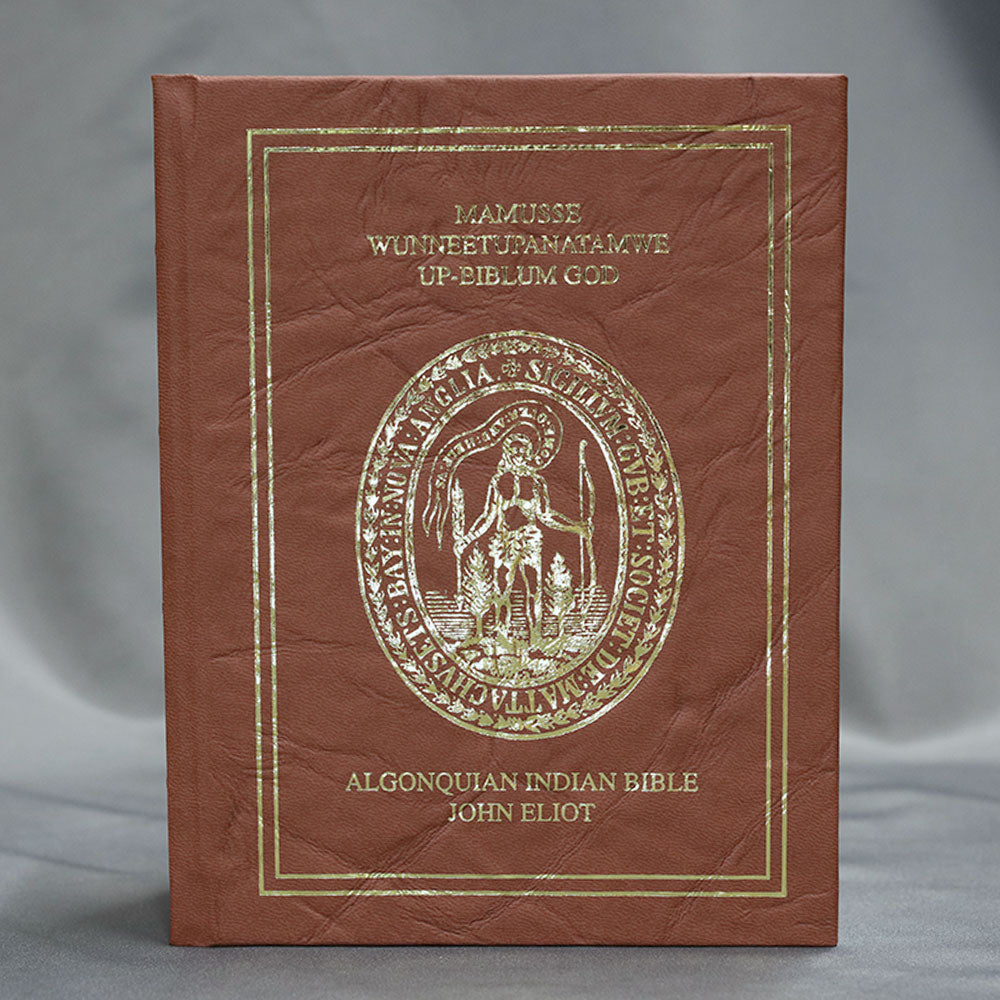 MAMUSSE
WUNNEETUPANATAMWE
UP-BIBLUM GOD
SIGILLVM : GVB : ET : SOCIET : DE : MATTACHVSETS : BAY : IN : NOVA : ANGLIA
ALGONQUIAN INDIAN BIBLE
JOHN ELIOT